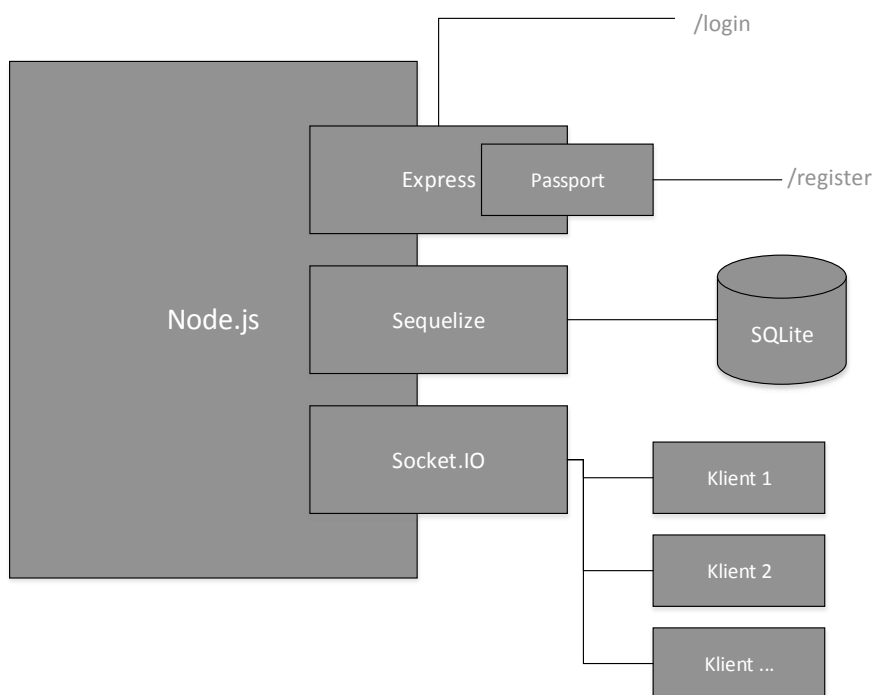 /login
Express
Passport
/register
Node.js
Sequelize
SQLite
Socket.IO
Klient 1
Klient 2
Klient ...